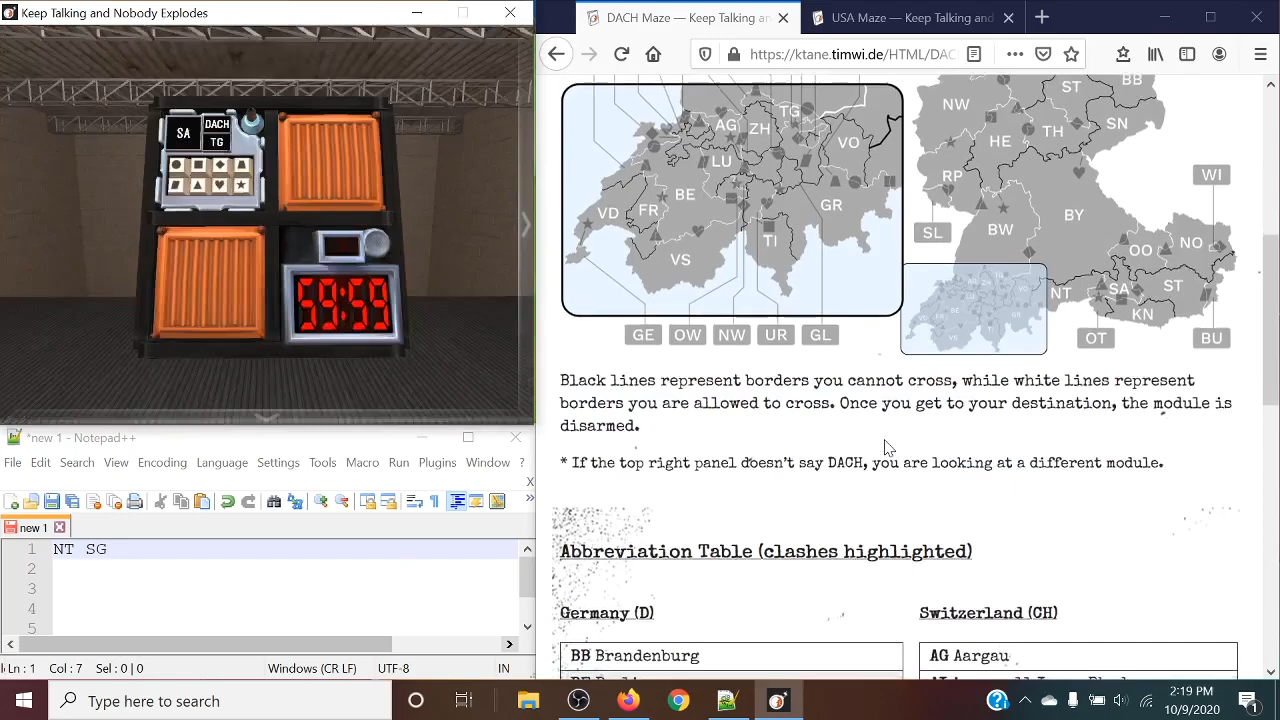 Keep Talking and Nobody Explodes
SA
DACH
TG
59:59
*new 1 - Notepad++
File Edit Search View Encoding Language Settings Tools Macro Run Plugins Window
X
new 1
1 NT SG
2
3
4
5
Ln : 1 Col : 7 Sel : 0 | 0
Windows (CR LF)
UTF-8
IN
DACH Maze — Keep Talking and
USA Maze — Keep Talking and
https://ktane.timwi.de/HTML/DAC
AG
ZH
TG
VO
LU
BE
VD
FR
GR
TI
VS
GE
OW
NW
UR
GL
NW
ST
BB
HE
TH
SN
RP
SL
BW
BY
WI
OO
NO
NT
SA
ST
KN
OT
BU
Black lines represent borders you cannot cross, while white lines represent
borders you are allowed to cross. Once you get to your destination, the module is
disarmed.
* If the top right panel doesn't say DACH, you are looking at a different module.
Abbreviation Table (clashes highlighted)
Germany (D)
Switzerland (CH)
BB Brandenburg
AG Aargau
Type here to search
2:19 PM
10/9/2020
1